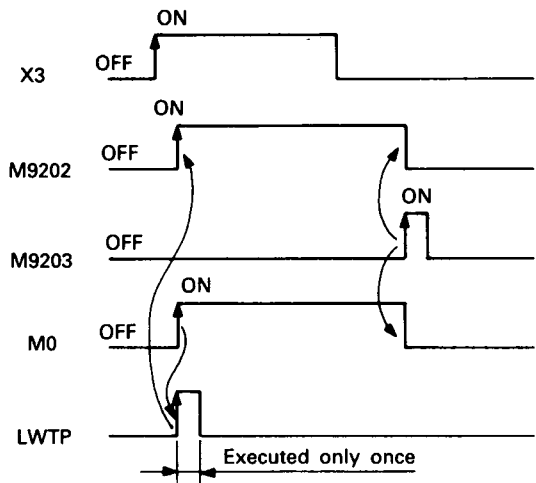 ON
OFF
X3
ON
OFF
M9202
ON
OFF
M9203
ON
OFF
M0
LWTP
Executed only once